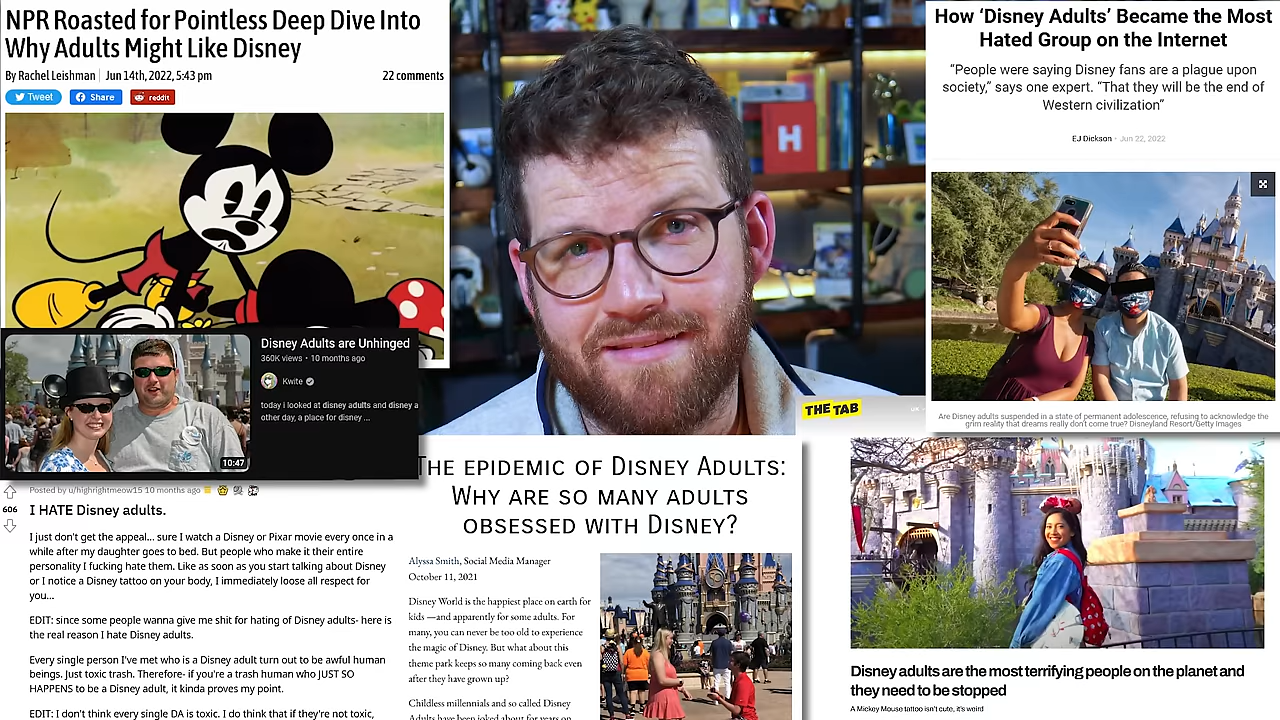 NPR Roasted for Pointless Deep Dive Into
Why Adults Might Like Disney
By Rachel Leishman | Jun 14th, 2022, 5:43 pm
22 comments
Tweet
Share
reddit
H
How ‘Disney Adults’ Became the Most
Hated Group on the Internet
“People were saying Disney fans are a plague upon
society,” says one expert. “That they will be the end of
Western civilization”
EJ Dickson • Jun 22, 2022
Are Disney adults suspended in a state of permanent adolescence, refusing to acknowledge the
grim reality that dreams really don't come true? Disneyland Resort/Getty Images
Disney Adults are Unhinged
360K views • 10 months ago
Kwite
today i looked at disney adults and disney a
other day, a place for disney ...
10:47
Posted by u/highrightmeow15 10 months ago
606
I HATE Disney adults.
I just don't get the appeal... sure I watch a Disney or Pixar movie every once in a
while after my daughter goes to bed. But people who make it their entire
personality I fucking hate them. Like as soon as you start talking about Disney
or I notice a Disney tattoo on your body, I immediately loose all respect for
you...
EDIT: since some people wanna give me shit for hating of Disney adults- here is
the real reason I hate Disney adults.
Every single person I've met who is a Disney adult turn out to be awful human
beings. Just toxic trash. Therefore- if you're a trash human who JUST SO
HAPPENS to be a Disney adult, it kinda proves my point.
EDIT: I don't think every single DA is toxic. I do think that if they're not toxic,
The epidemic of Disney Adults:
Why are so many adults
obsessed with Disney?
Alyssa Smith, Social Media Manager
October 11, 2021
Disney World is the happiest place on earth for
kids —and apparently for some adults. For
many, you can never be too old to experience
the magic of Disney. But what about this
theme park keeps so many coming back even
after they have grown up?
Childless millennials and so called Disney
Adults have been joked about for years on
THE TAB
UK
Disney adults are the most terrifying people on the planet and
they need to be stopped
A Mickey Mouse tattoo isn't cute, it's weird